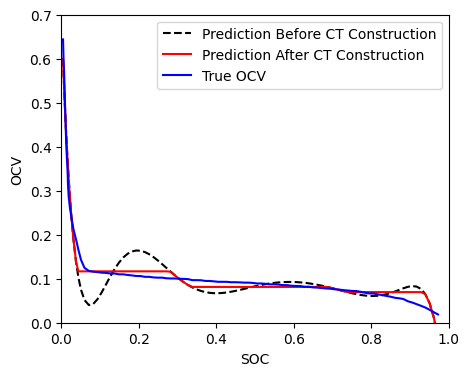 0.7
0.6
0.5
0.4
0.3
0.2
0.1
0.0
OCV
Prediction Before CT Construction
Prediction After CT Construction
True OCV
0.0 0.2 0.4 0.6 0.8 1.0
SOC